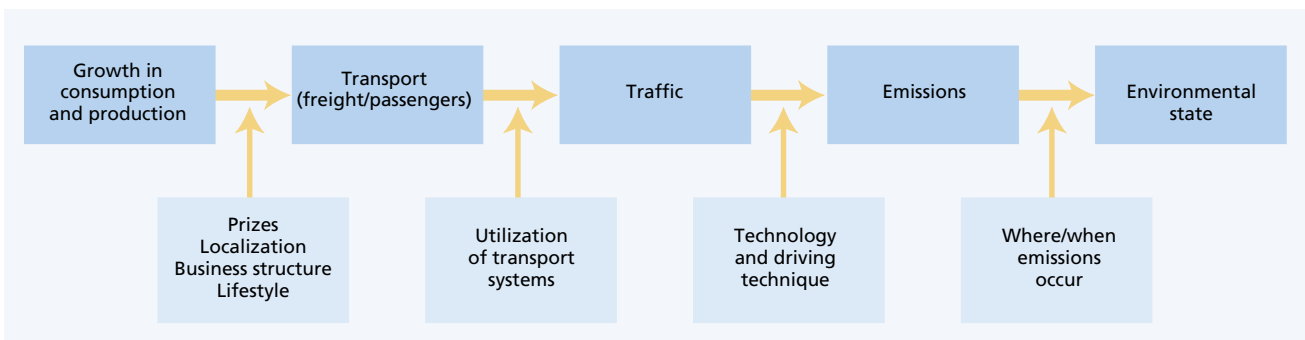 Growth in
consumption
and production
Transport
(freight/passengers)
Traffic
Emissions
Environmental
state
Prizes
Localization
Business structure
Lifestyle
Utilization
of transport
systems
Technology
and driving
technique
Where/when
emissions
occur